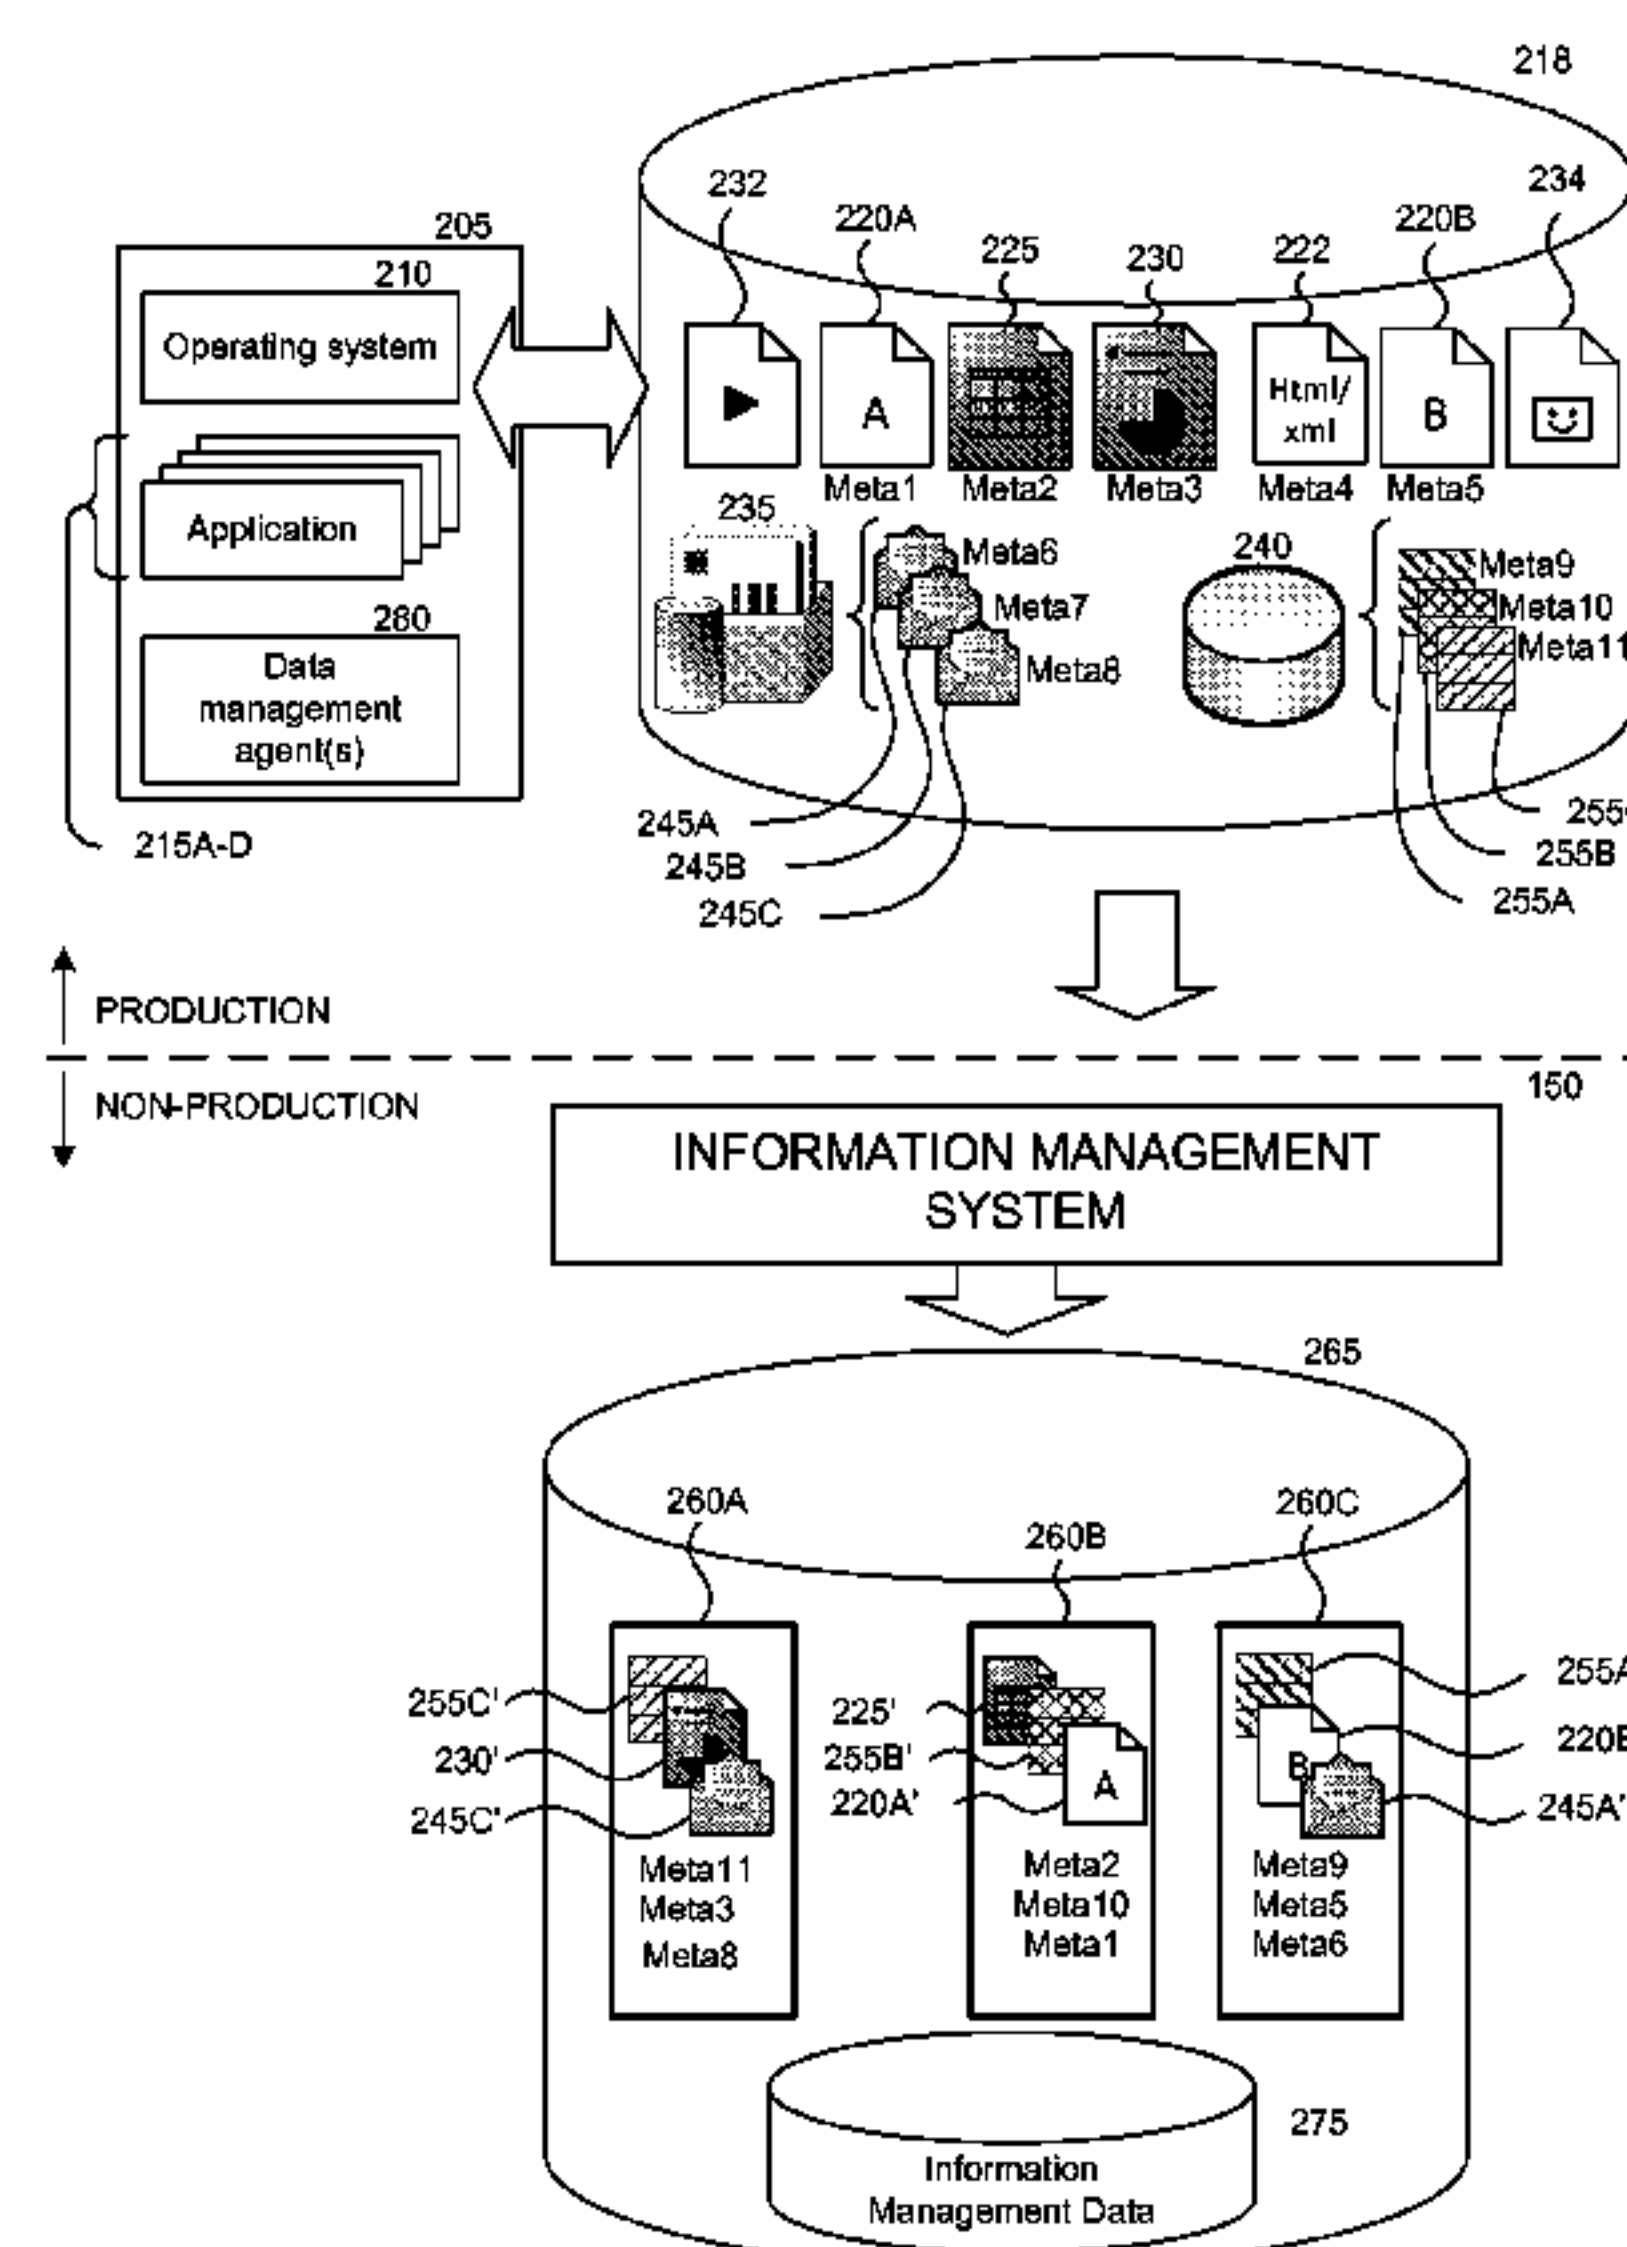 218
232
234
220A
220B
205
225
230
222
210
Operating system
A
Html/
xml
B
Meta1
Meta2
Meta3
Meta4
Meta5
Application
235
Meta6
240
Meta9
Meta7
Meta10
Meta11
Meta8
280
Data
management
agent(s)
215A-D
245A
245B
245C
255B
255A
PRODUCTION
NON-PRODUCTION
150
INFORMATION MANAGEMENT
SYSTEM
265
260A
260B
260C
255C'
230'
245C'
225'
255B'
220A'
A
B
245A'
Meta11
Meta3
Meta8
Meta2
Meta10
Meta1
Meta9
Meta5
Meta6
275
Information
Management Data